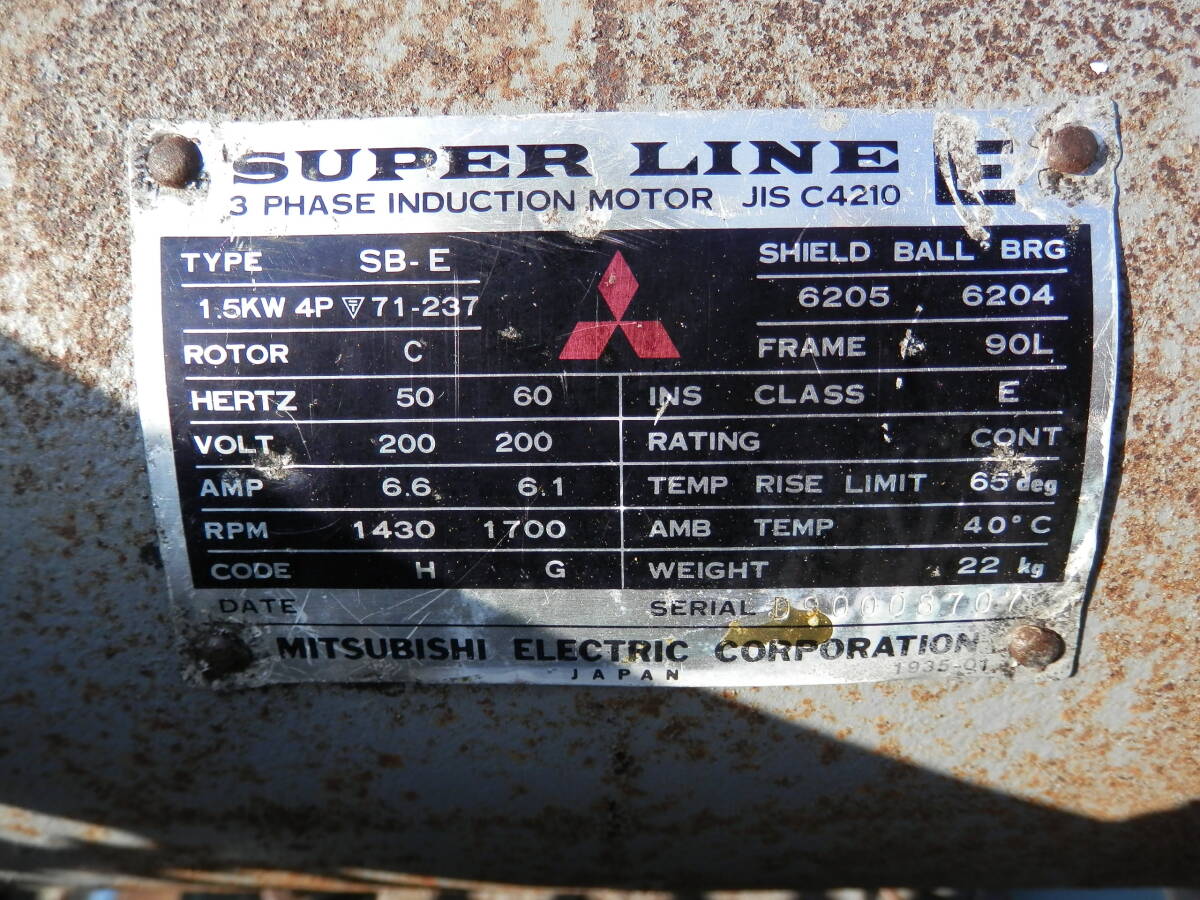 SUPER LINE E
3 PHASE INDUCTION MOTOR JIS C4210
TYPE SB-E
1.5KW 4P 71-237
ROTOR C
SHIELD BALL BRG
6205 6204
FRAME 90L
HERTZ 50 60
VOLT 200 200
AMP 6.6 6.1
RPM 1430 1700
CODE H G
INS CLASS E
RATING CONT
TEMP RISE LIMIT 65 deg
AMB TEMP 40°C
WEIGHT 22 kg
DATE
SERIAL
MITSUBISHI ELECTRIC CORPORATION
JAPAN